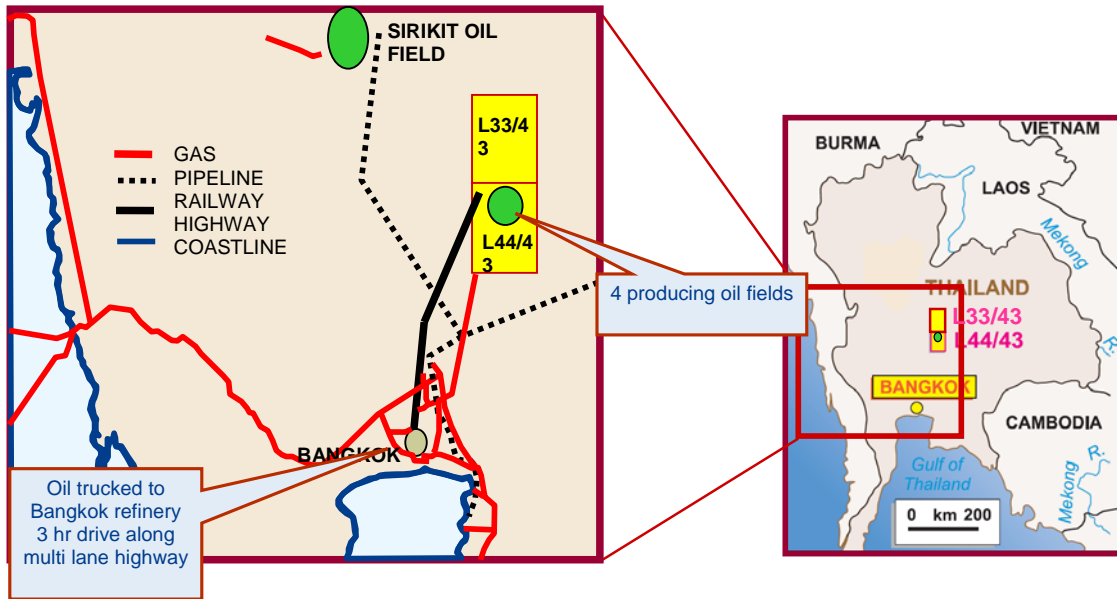 SIRIKIT OIL
FIELD
L33/4
3
GAS
PIPELINE
RAILWAY
HIGHWAY
COASTLINE
L44/4
3
4 producing oil fields
BANGKOK
Oil trucked to
Bangkok refinery
3 hr drive along
multi lane highway
BURMA
VIETNAM
LAOS
Mekong
THAILAND
L33/43
L44/43
R.
BANGKOK
CAMBODIA
Gulf of
Thailand
Mekong
R.
0 km 200